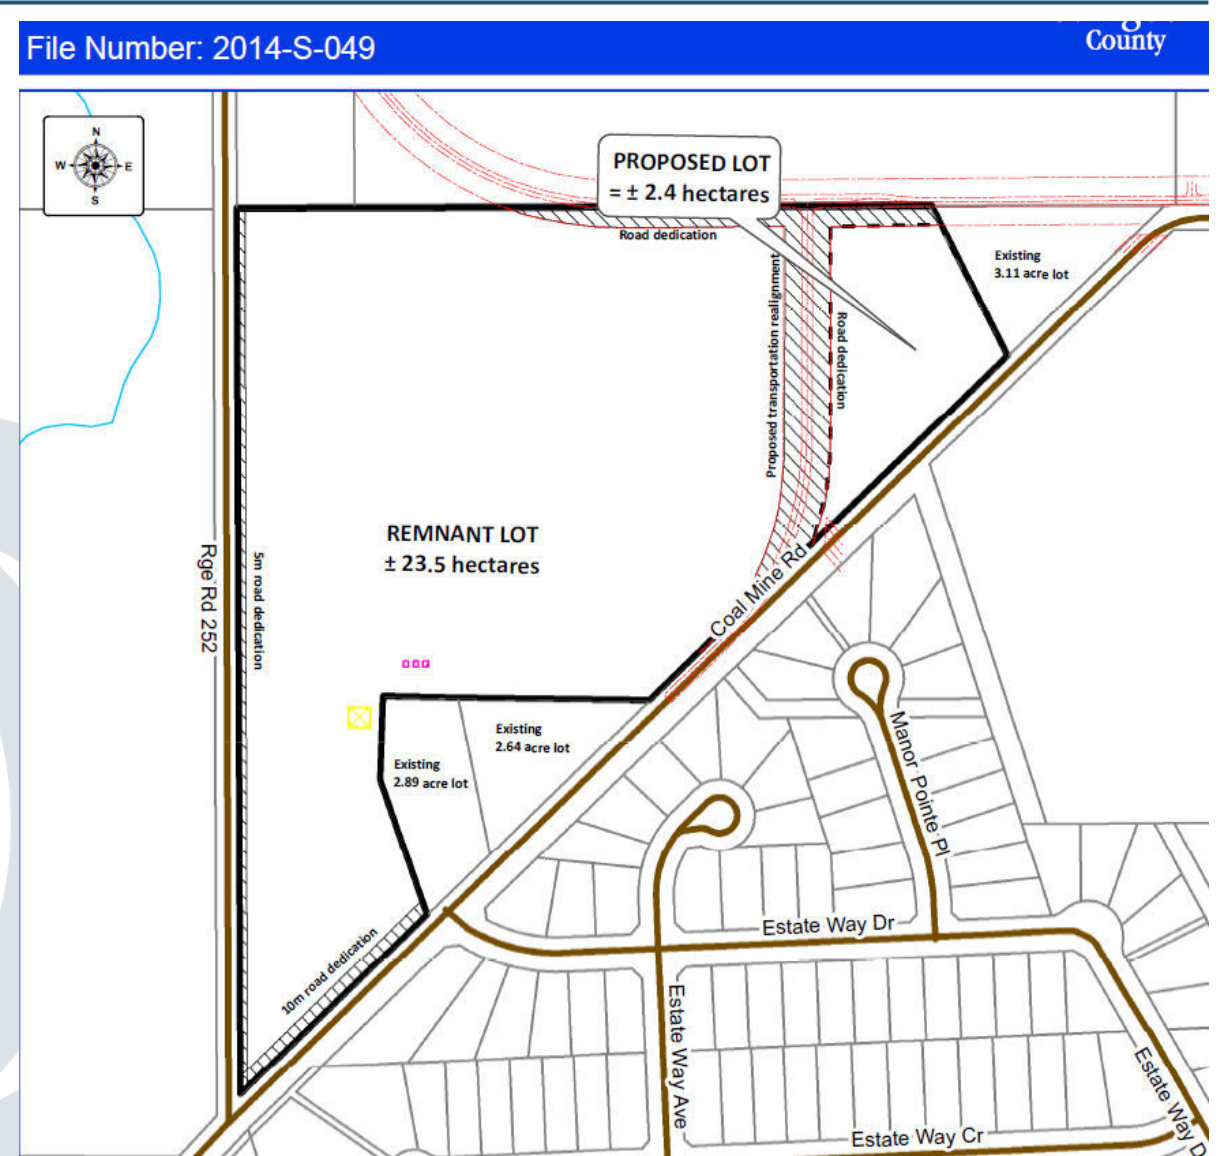 File Number: 2014-S-049
County
N
W
E
S
PROPOSED LOT
= ± 2.4 hectares
Road dedication
Existing
3.11 acre lot
Proposed transportation realignment
Road dedication
REMNANT LOT
± 23.5 hectares
Rge Rd 252
5m road dedication
Coal Mine Rd
Existing
2.64 acre lot
Existing
2.89 acre lot
Manor Pointe Pl
10m road dedication
Estate Way Dr
Estate Way Ave
Estate Way D
Estate Way Cr